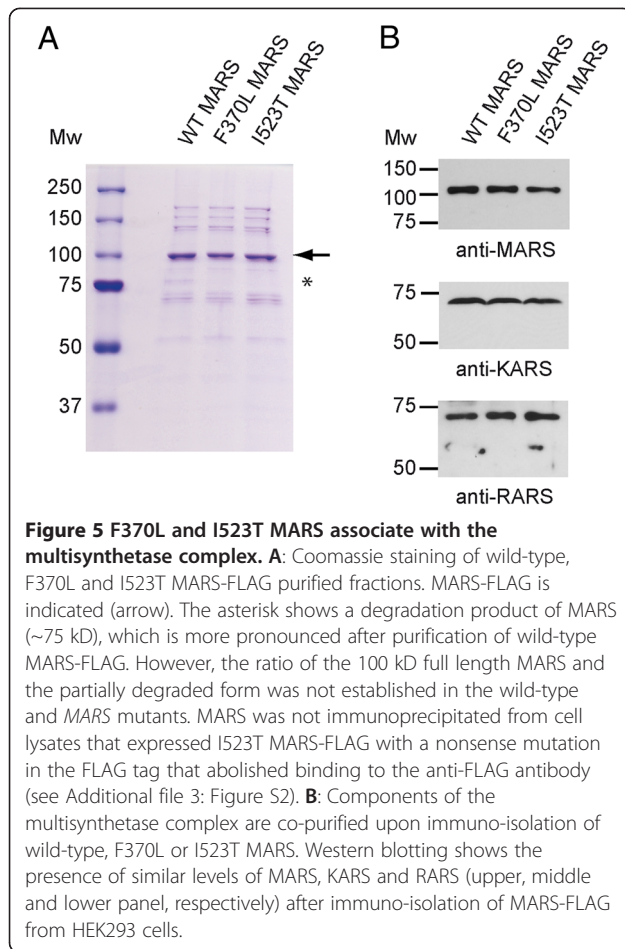 A
B
WT MARS
F370L MARS
I523T MARS
WT MARS
F370L MARS
I523T MARS
Mw
Mw
250
150
100
75
*
50
37
150
100
75
anti-MARS
75
50
anti-KARS
75
50
anti-RARS
Figure 5 F370L and I523T MARS associate with the
multisynthetase complex. A: Coomassie staining of wild-type,
F370L and I523T MARS-FLAG purified fractions. MARS-FLAG is
indicated (arrow). The asterisk shows a degradation product of MARS
(~75 kD), which is more pronounced after purification of wild-type
MARS-FLAG. However, the ratio of the 100 kD full length MARS and
the partially degraded form was not established in the wild-type
and MARS mutants. MARS was not immunoprecipitated from cell
lysates that expressed I523T MARS-FLAG with a nonsense mutation
in the FLAG tag that abolished binding to the anti-FLAG antibody
(see Additional file 3: Figure S2). B: Components of the
multisynthetase complex are co-purified upon immuno-isolation of
wild-type, F370L or I523T MARS. Western blotting shows the
presence of similar levels of MARS, KARS and RARS (upper, middle
and lower panel, respectively) after immuno-isolation of MARS-FLAG
from HEK293 cells.